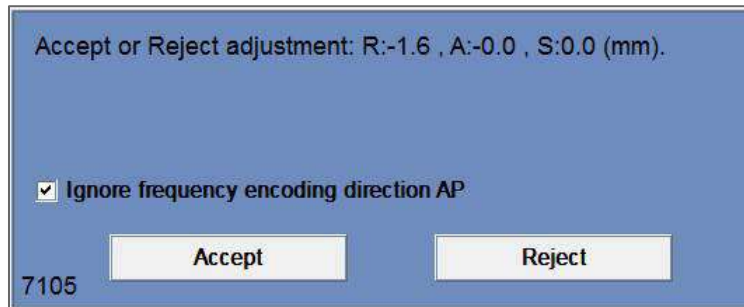 Accept or Reject adjustment: R:-1.6 , A:-0.0 , S:0.0 (mm).
Ignore frequency encoding direction AP
Accept
Reject
7105